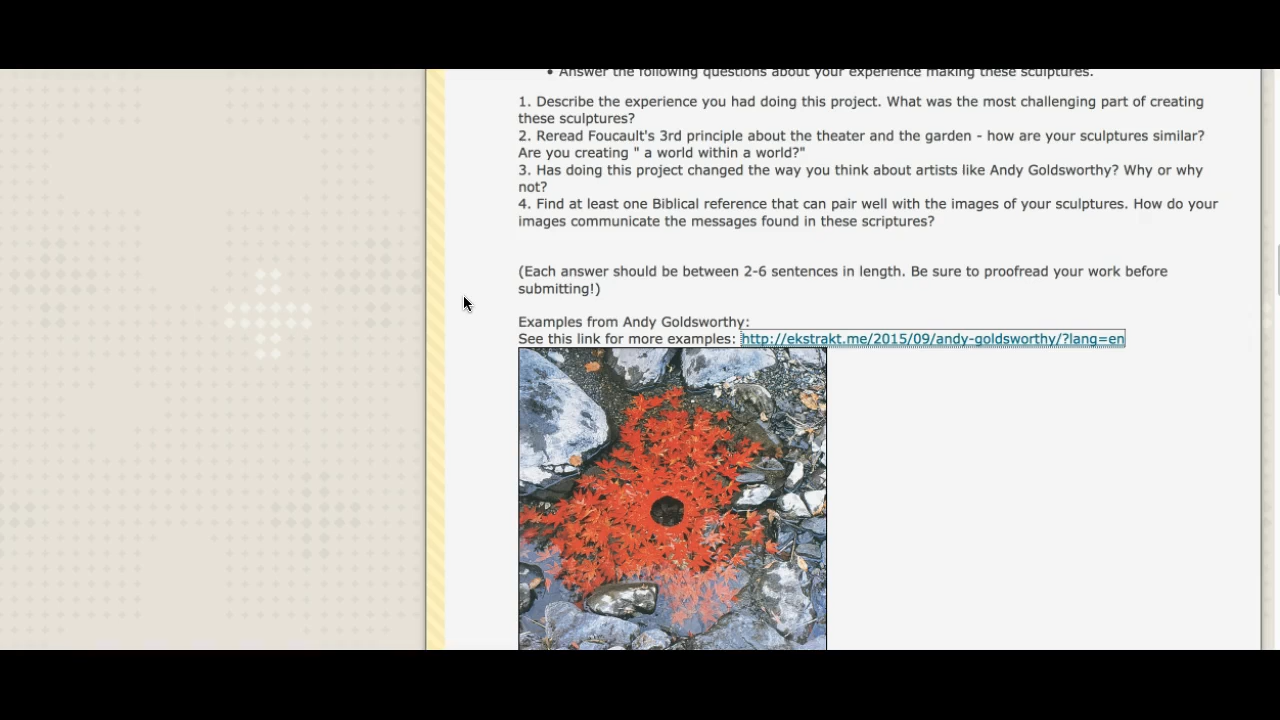 • Answer the following questions about your experience making these sculptures.
1. Describe the experience you had doing this project. What was the most challenging part of creating
these sculptures?
2. Reread Foucault's 3rd principle about the theater and the garden - how are your sculptures similar?
Are you creating " a world within a world?"
3. Has doing this project changed the way you think about artists like Andy Goldsworthy? Why or why
not?
4. Find at least one Biblical reference that can pair well with the images of your sculptures. How do your
images communicate the messages found in these scriptures?
(Each answer should be between 2-6 sentences in length. Be sure to proofread your work before
submitting!)
Examples from Andy Goldsworthy:
See this link for more examples: http://ekstrakt.me/2015/09/andy-goldsworthy/?lang=en